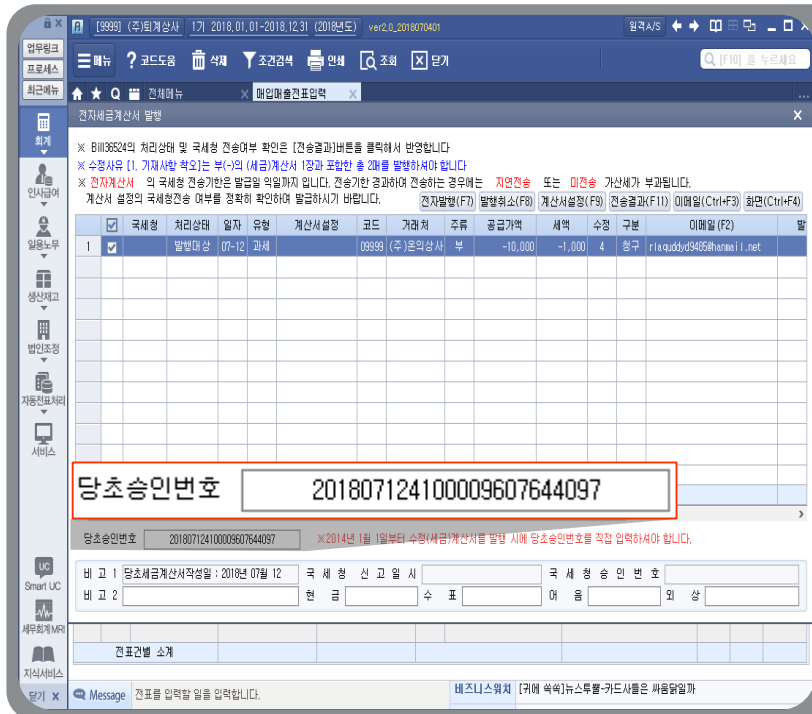 [9999] (주)퇴계상사 1기 2018.01.01-2018.12.31 (2018년도) ver2.0_2018070401 원격A/S
업무링크
프로세스
최근메뉴
메뉴 ? 코드도움 삭제 조건검색 인쇄 조회 닫기 [F10] 을 누르세요
전체메뉴 X 매입매출전표입력 X
전자세금계산서 발행 X
※ Bill36524의 처리상태 및 국세청 전송여부 확인은 [전송결과]버튼을 클릭해서 반영합니다
※ 수정사유 [1. 기재사항 착오]는 부(-)의 (세금)계산서 1장과 포함한 총 2매를 발행하셔야 합니다
※ 전자계산서 의 국세청 전송기한은 발급일 익일까지 입니다. 전송기한 경과하여 전송하는 경우에는 지연전송 또는 미전송 가산세가 부과됩니다.
계산서 설정의 국세청전송 여부를 정확히 확인하여 발급하시기 바랍니다. 전자발행(F7) 발행취소(F8) 계산서설정(F9) 전송결과(F11) 이메일(Ctrl+F3) 화면(Ctrl+F4)
국세청 처리상태 일자 유형 계산서설정 코드 거래처 주류 공급가액 세액 수정 구분 이메일(F2) 발
1 발행대상 07-12 과세 09999 (주)온익상사 부 -10,000 -1,000 4 청구 rlaquddyd9485@hanmail.net
당초승인번호 201807124100009607644097
당초승인번호 201807124100009607644097 ※2014년 1월 1일부터 수정(세금)계산서를 발행 시에 당초승인번호를 직접 입력하셔야 합니다.
비 고 1 당초세금계산서작성일 : 2018년 07월 12 국 세 청 신 고 일 시 국 세 청 승 인 번 호
비 고 2 현 금 수 표 어 음 외 상
전표건별 소계
Message 전표를 입력할 일을 입력합니다. 비즈니스워치 [귀에 쏙쏙]뉴스투뿔-카드사들은 싸움닭일까
회계
인사급여
일용노무
생산재고
법인조정
자동전표처리
서비스
UC
Smart UC
세무회계MRI
지식서비스
닫기 X